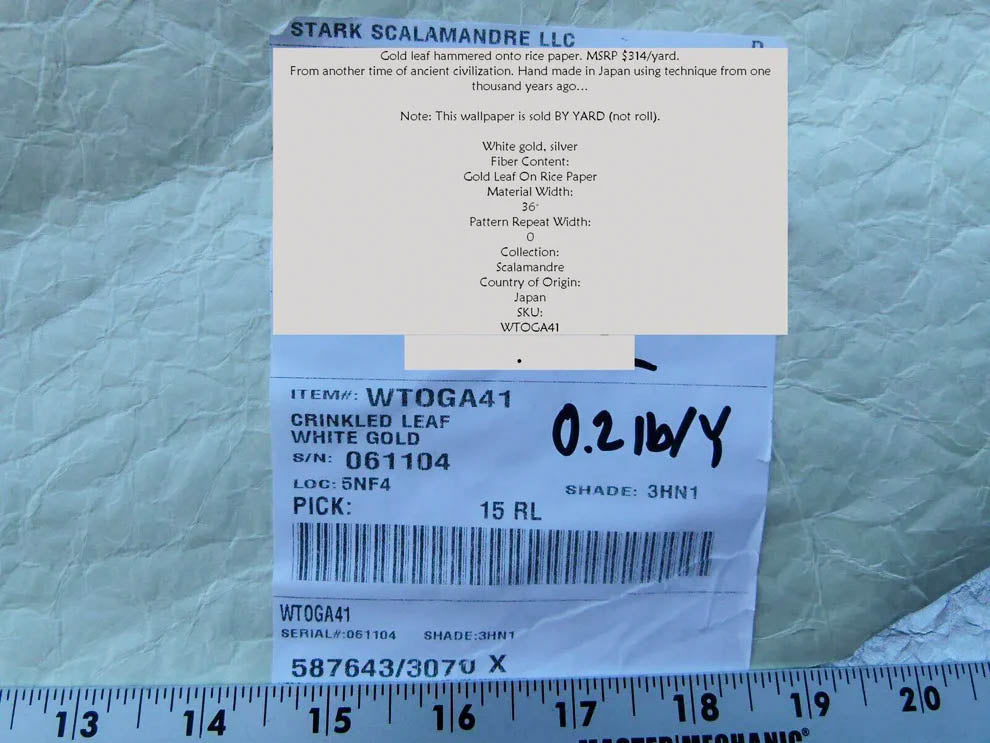 STARK SCALAMANDRE LLC
Gold leaf hammered onto rice paper. MSRP $314/yard.
From another time of ancient civilization. Hand made in Japan using technique from one
thousand years ago...
Note: This wallpaper is sold BY YARD (not roll).
White gold, silver
Fiber Content:
Gold Leaf On Rice Paper
Material Width:
36"
Pattern Repeat Width:
0
Collection:
Scalamandre
Country of Origin:
Japan
SKU:
WTOGA41
.
ITEM#: WTOGA41
CRINKLED LEAF
WHITE GOLD
0.2 lb/Y
S/N: 061104
LOC: 5NF4
SHADE: 3HN1
PICK: 15 RL
WTOGA41
SERIAL#:061104 SHADE:3HN1
587643/3070 X
13 14 15 16 17 18 19 20
MASTER MECHANIC®